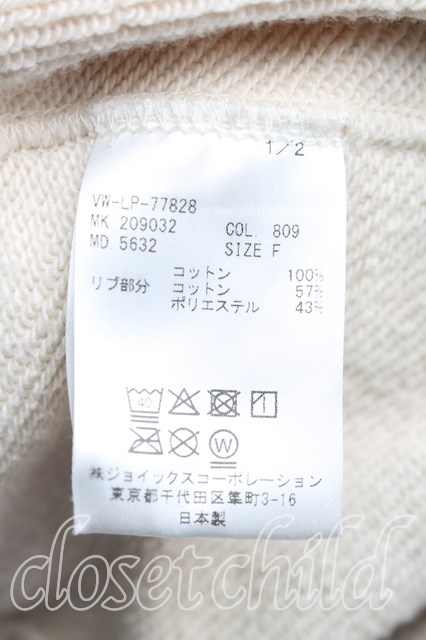 1/2
VW-LP-77828
MK. 209032 COL. 809
MD. 5632 SIZE F
コットン 100%
リブ部分 コットン 57%
ポリエステル 43%
40
W
㈱ジョイックスコーポレーション
東京都千代田区隼町3-16
日本製
closetchild